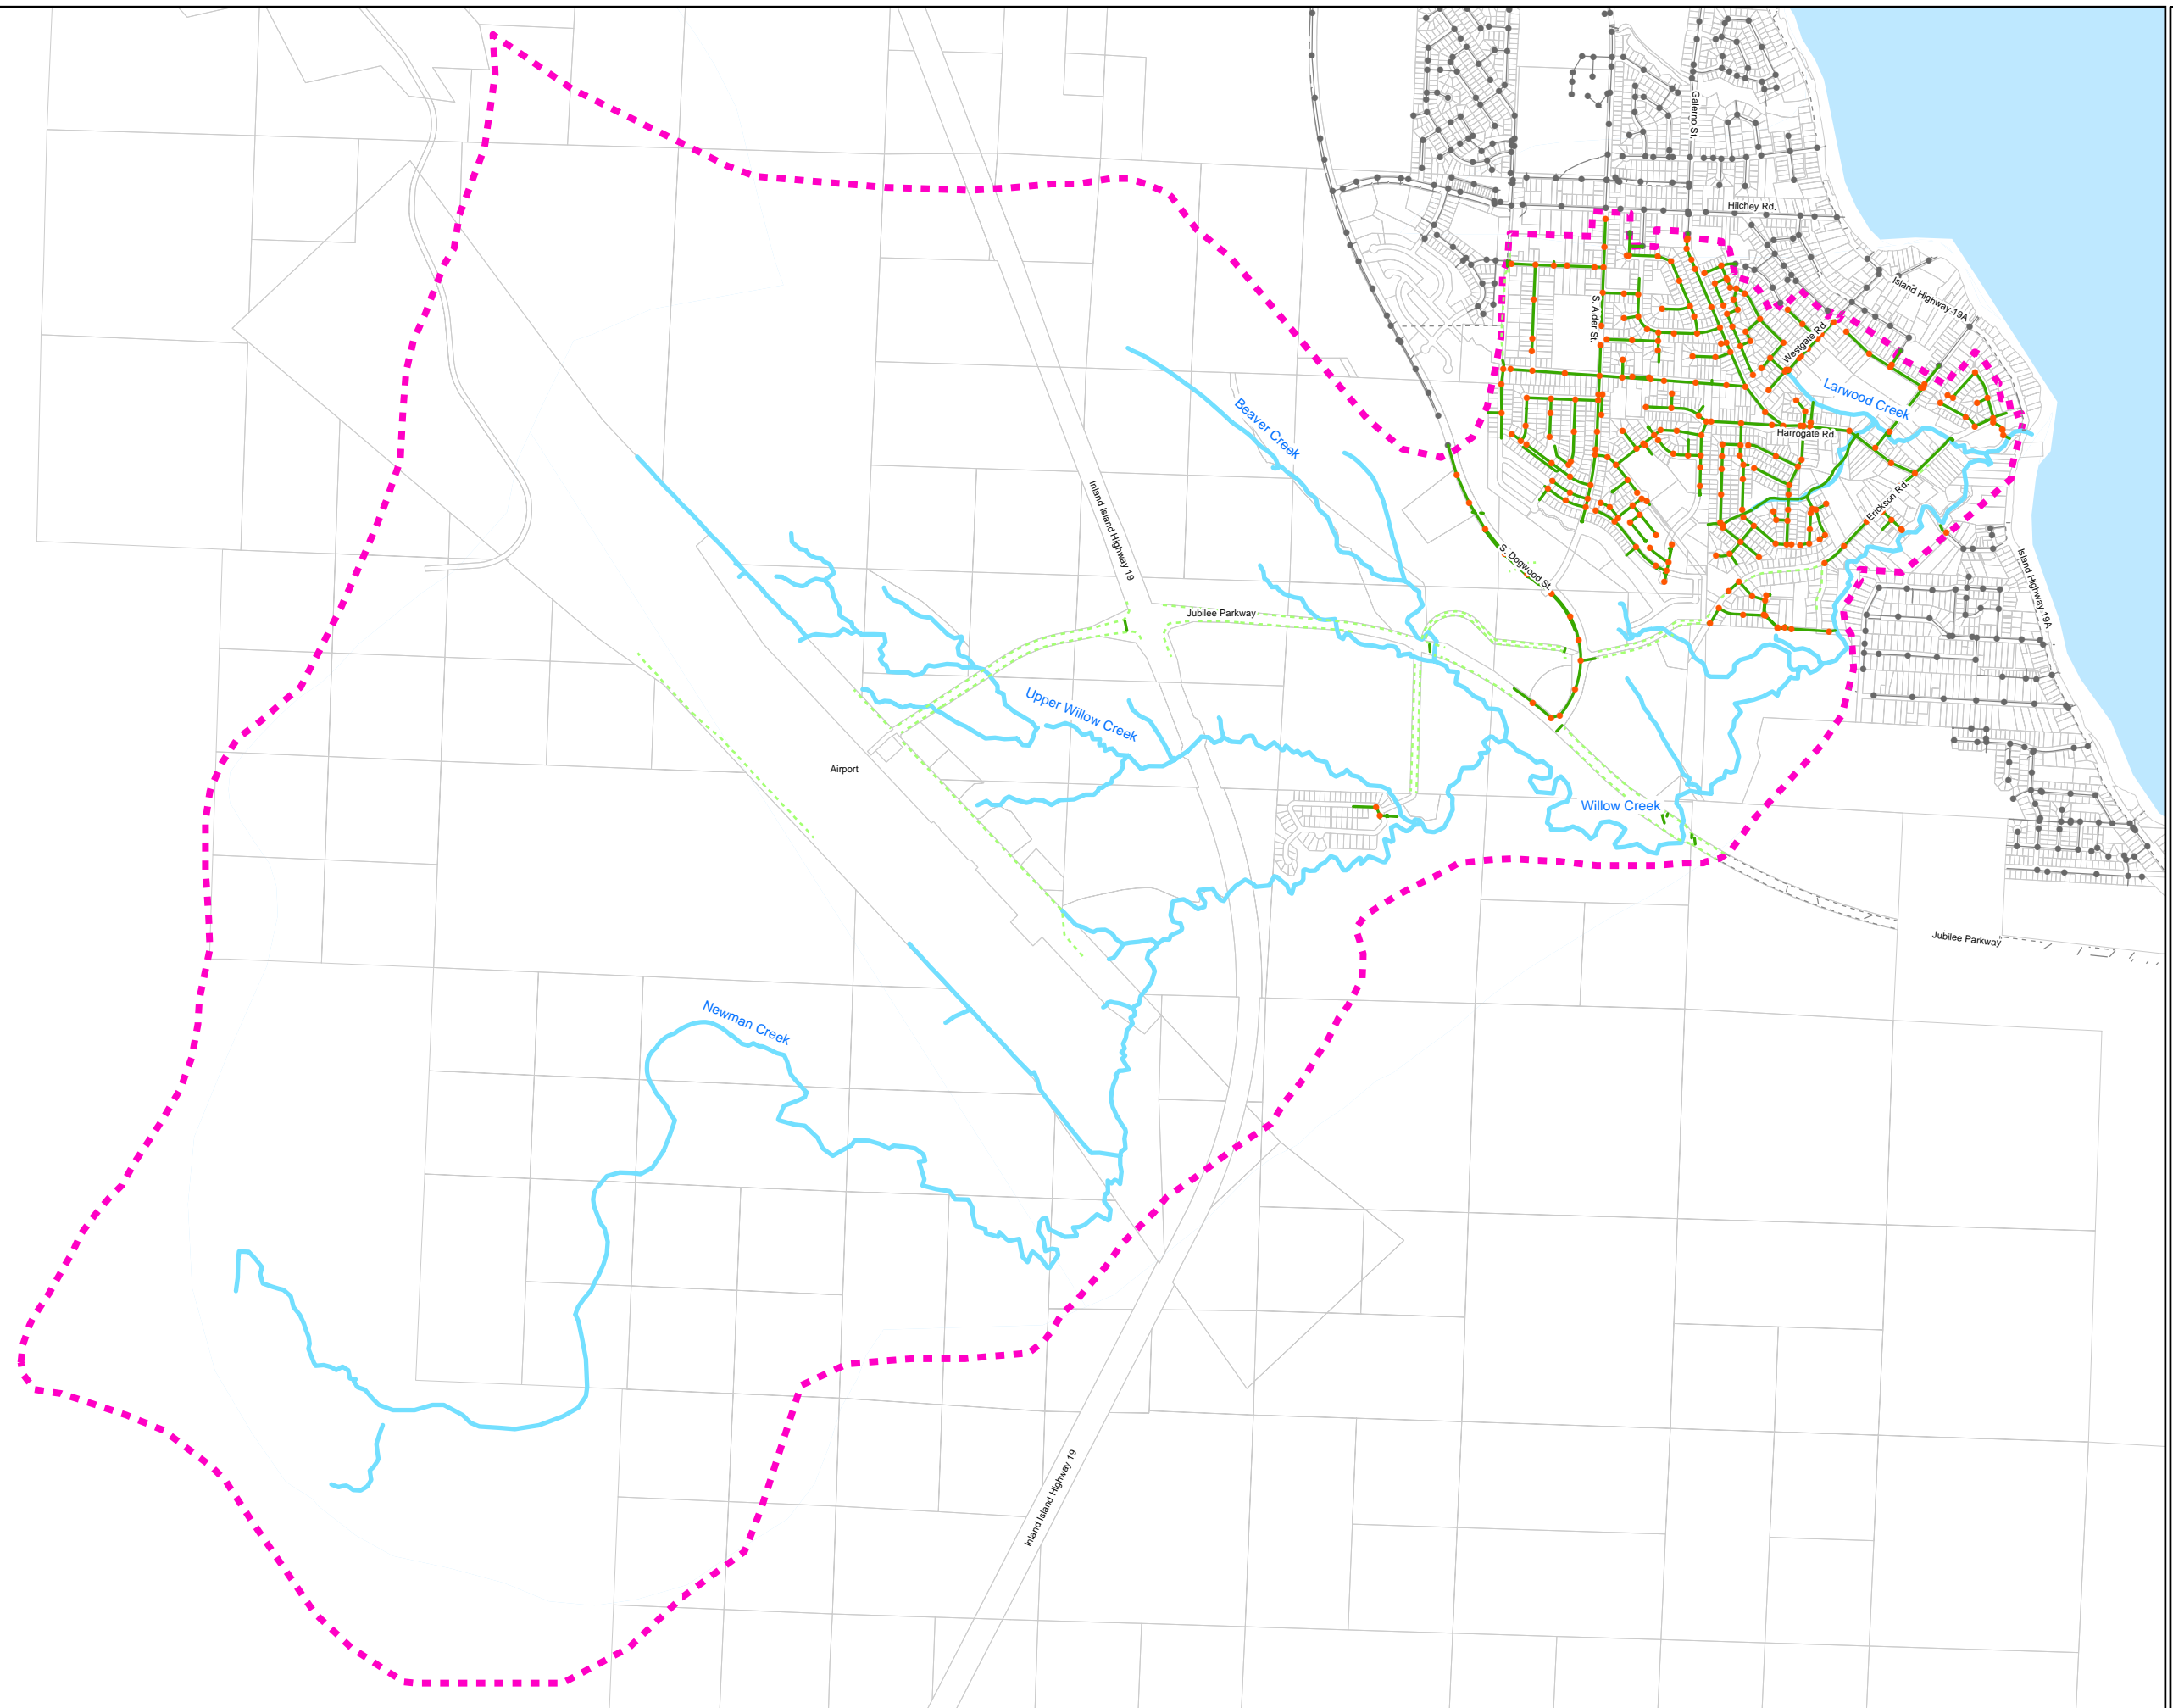 Galerno St.
Hilchey Rd.
Island Highway 19A
S. Alder St.
Westgate Rd.
Larwood Creek
Beaver Creek
Harrogate Rd.
Inland Island Highway 19
Erickson Rd.
S. Dogwood St.
Island Highway 19A
Jubilee Parkway
Upper Willow Creek
Airport
Willow Creek
Jubilee Parkway
Newman Creek
Inland Island Highway 19